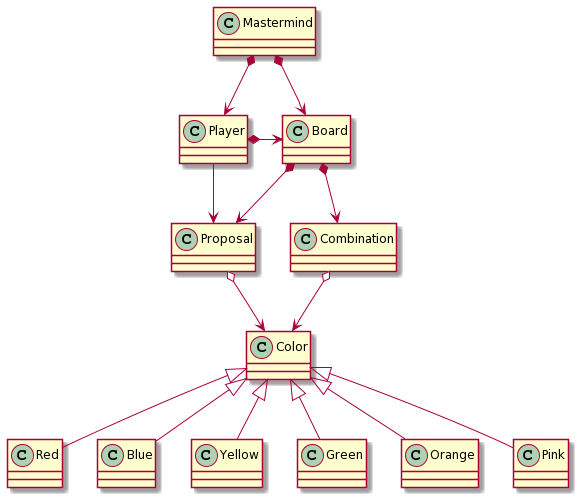 C Mastermind
C Player
C Board
C Proposal
C Combination
C Color
C Red
C Blue
C Yellow
C Green
C Orange
C Pink